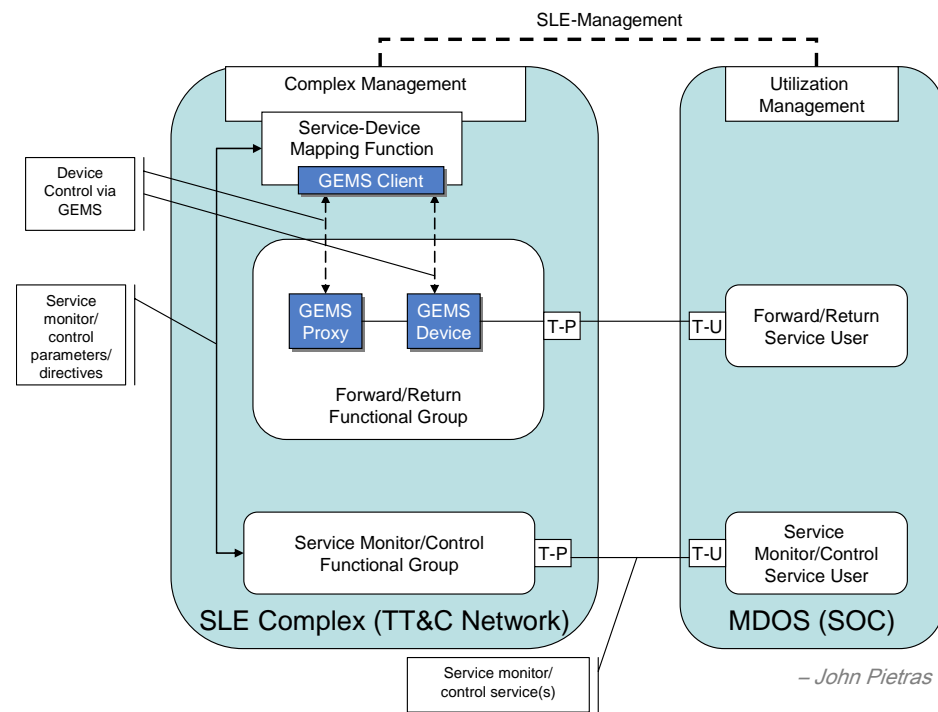 SLE-Management
Complex Management
Utilization
Management
Service-Device
Mapping Function
GEMS Client
Device
Control via
GEMS
GEMS
Proxy
GEMS
Device
T-P
T-U
Forward/Return
Service User
Service
monitor/
control
parameters/
directives
Forward/Return
Functional Group
Service Monitor/Control
Functional Group
T-P
T-U
Service
Monitor/Control
Service User
SLE Complex (TT&C Network)
MDOS (SOC)
Service monitor/
control service(s)
– John Pietras